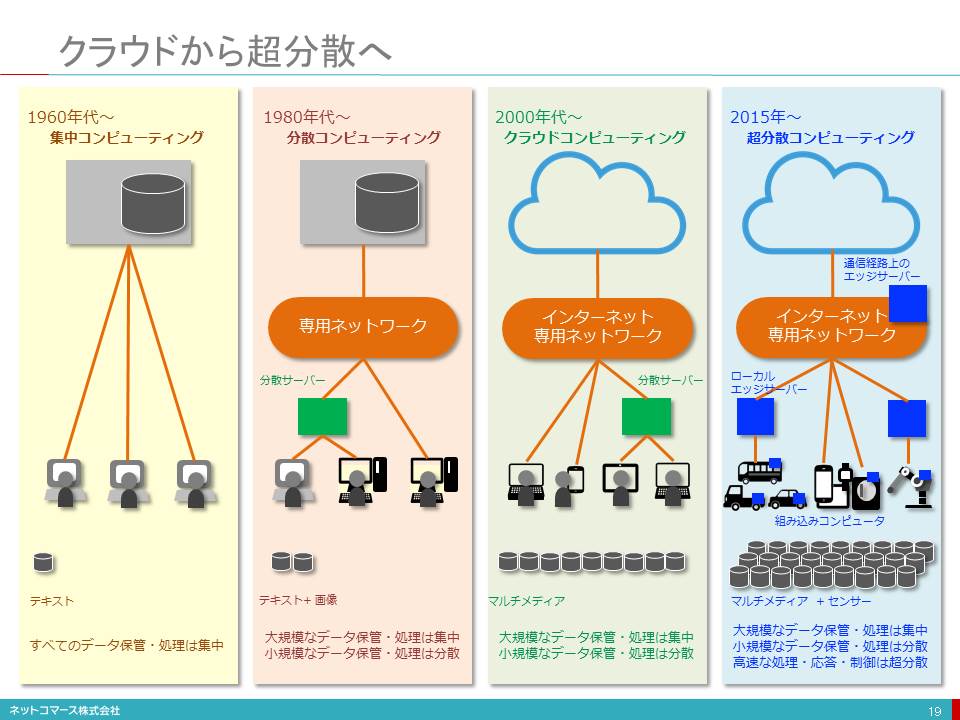 クラウドから超分散へ
1960年代～
集中コンピューティング
テキスト
すべてのデータ保管・処理は集中
1980年代～
分散コンピューティング
専用ネットワーク
分散サーバー
テキスト+ 画像
大規模なデータ保管・処理は集中
小規模なデータ保管・処理は分散
2000年代～
クラウドコンピューティング
インターネット
専用ネットワーク
分散サーバー
マルチメディア
大規模なデータ保管・処理は集中
小規模なデータ保管・処理は分散
2015年～
超分散コンピューティング
通信経路上の
エッジサーバー
インターネット
専用ネットワーク
ローカル
エッジサーバー
組み込みコンピュータ
マルチメディア + センサー
大規模なデータ保管・処理は集中
小規模なデータ保管・処理は分散
高速な処理・応答・制御は超分散
ネットコマース株式会社
19